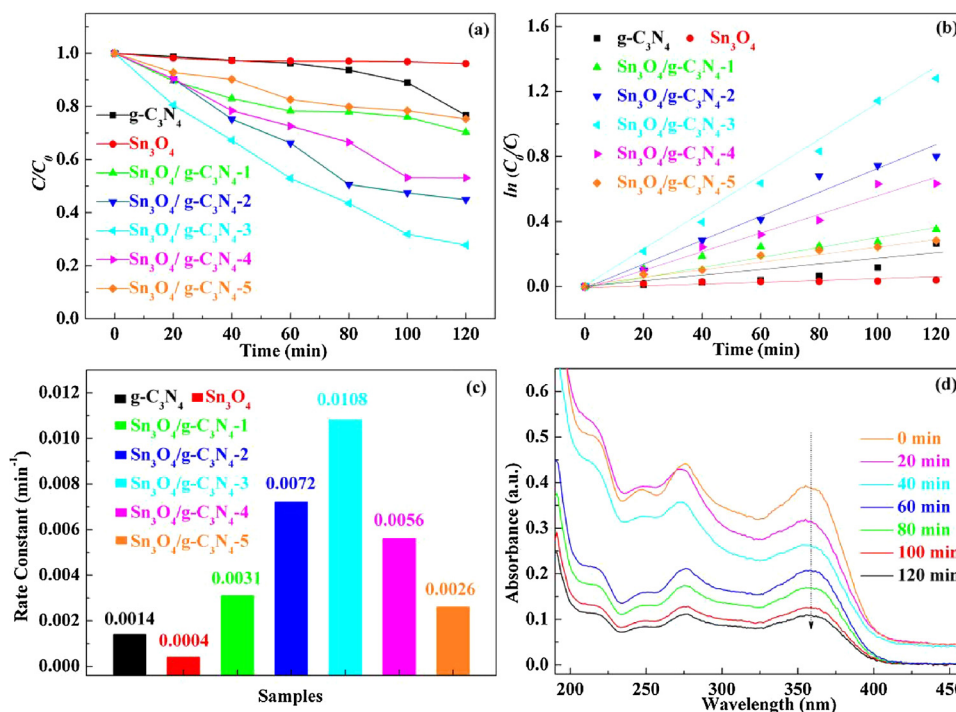 (a)
C/C₀
1.0
0.8
0.6
0.4
0.2
0.0
g-C₃N₄
Sn₃O₄
Sn₃O₄/ g-C₃N₄-1
Sn₃O₄/ g-C₃N₄-2
Sn₃O₄/ g-C₃N₄-3
Sn₃O₄/ g-C₃N₄-4
Sn₃O₄/ g-C₃N₄-5
0 20 40 60 80 100 120
Time (min)
(b)
ln (C₀/C)
1.6
1.2
0.8
0.4
0.0
g-C₃N₄ Sn₃O₄
Sn₃O₄/g-C₃N₄-1
Sn₃O₄/g-C₃N₄-2
Sn₃O₄/g-C₃N₄-3
Sn₃O₄/g-C₃N₄-4
Sn₃O₄/g-C₃N₄-5
0 20 40 60 80 100 120
Time (min)
(c)
Rate Constant (min⁻¹)
0.012
0.010
0.008
0.006
0.004
0.002
0.000
g-C₃N₄ Sn₃O₄
Sn₃O₄/g-C₃N₄-1
Sn₃O₄/g-C₃N₄-2
Sn₃O₄/g-C₃N₄-3
Sn₃O₄/g-C₃N₄-4
Sn₃O₄/g-C₃N₄-5
0.0014
0.0004
0.0031
0.0072
0.0108
0.0056
0.0026
Samples
(d)
Absorbance (a.u.)
0.6
0.5
0.4
0.3
0.2
0.1
0.0
0 min
20 min
40 min
60 min
80 min
100 min
120 min
200 250 300 350 400 450
Wavelength (nm)